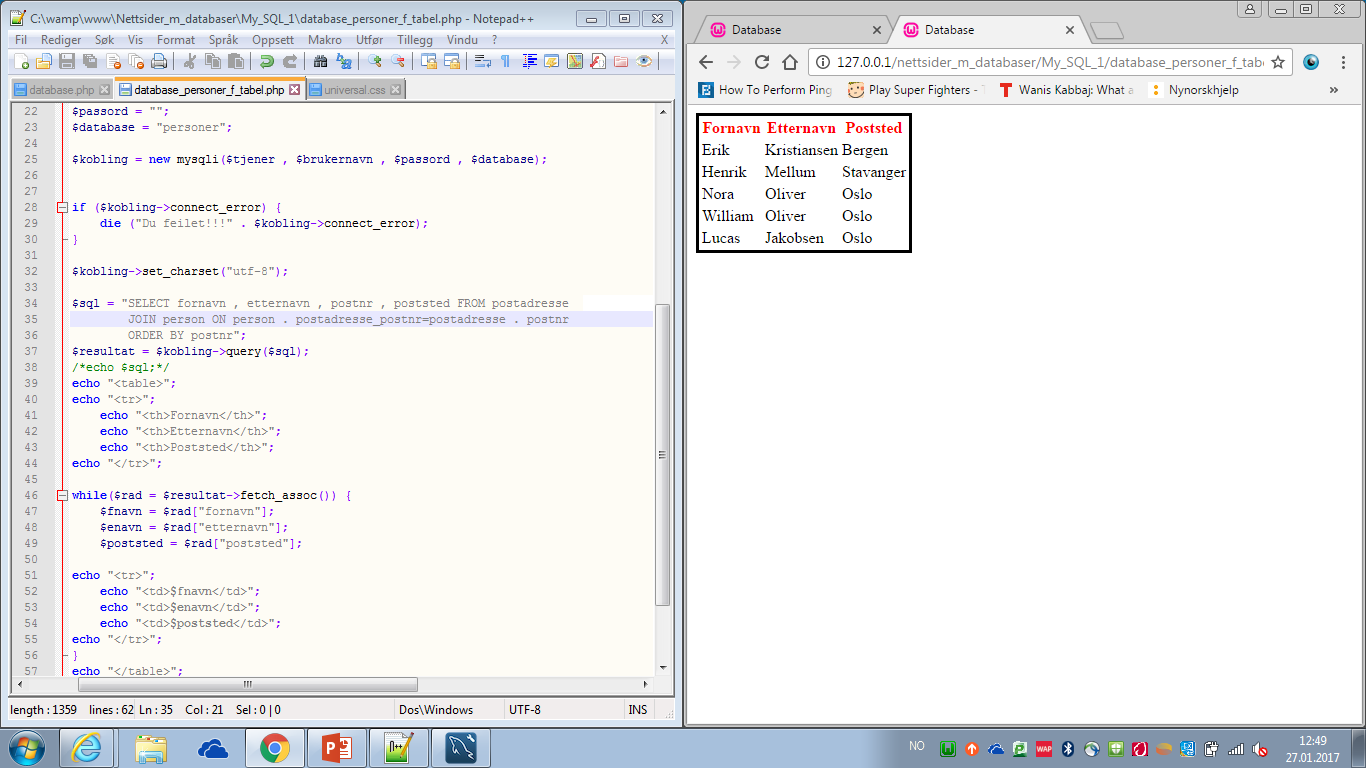 C:\wamp\www\Nettsider_m_databaser\My_SQL_1\database_personer_f_tabel.php - Notepad++
Fil Rediger Søk Vis Format Språk Oppsett Makro Utfør Tillegg Vindu ? X
database.php database_personer_f_tabel.php universal.css
22 $passord = "";
23 $database = "personer";
24
25 $kobling = new mysqli($tjener , $brukernavn , $passord , $database);
26
27
28 if ($kobling->connect_error) {
29 die ("Du feilet!!!" . $kobling->connect_error);
30 }
31
32 $kobling->set_charset("utf-8");
33
34 $sql = "SELECT fornavn , etternavn , postnr , poststed FROM postadresse
35 JOIN person ON person . postadresse_postnr=postadresse . postnr
36 ORDER BY postnr";
37 $resultat = $kobling->query($sql);
38 /*echo $sql;*/
39 echo "<table>";
40 echo "<tr>";
41 echo "<th>Fornavn</th>";
42 echo "<th>Etternavn</th>";
43 echo "<th>Poststed</th>";
44 echo "</tr>";
45
46 while($rad = $resultat->fetch_assoc()) {
47 $fnavn = $rad["fornavn"];
48 $enavn = $rad["etternavn"];
49 $poststed = $rad["poststed"];
50
51 echo "<tr>";
52 echo "<td>$fnavn</td>";
53 echo "<td>$enavn</td>";
54 echo "<td>$poststed</td>";
55 echo "</tr>";
56 }
57 echo "</table>";
length : 1359 lines : 62 Ln : 35 Col : 21 Sel : 0 | 0 Dos\Windows UTF-8 INS
Database Database
127.0.0.1/nettsider_m_databaser/My_SQL_1/database_personer_f_tabe
How To Perform Ping Play Super Fighters - Wanis Kabbaj: What a Nynorskhjelp »
Fornavn Etternavn Poststed
Erik Kristiansen Bergen
Henrik Mellum Stavanger
Nora Oliver Oslo
William Oliver Oslo
Lucas Jakobsen Oslo
NO WAP 12:49
27.01.2017